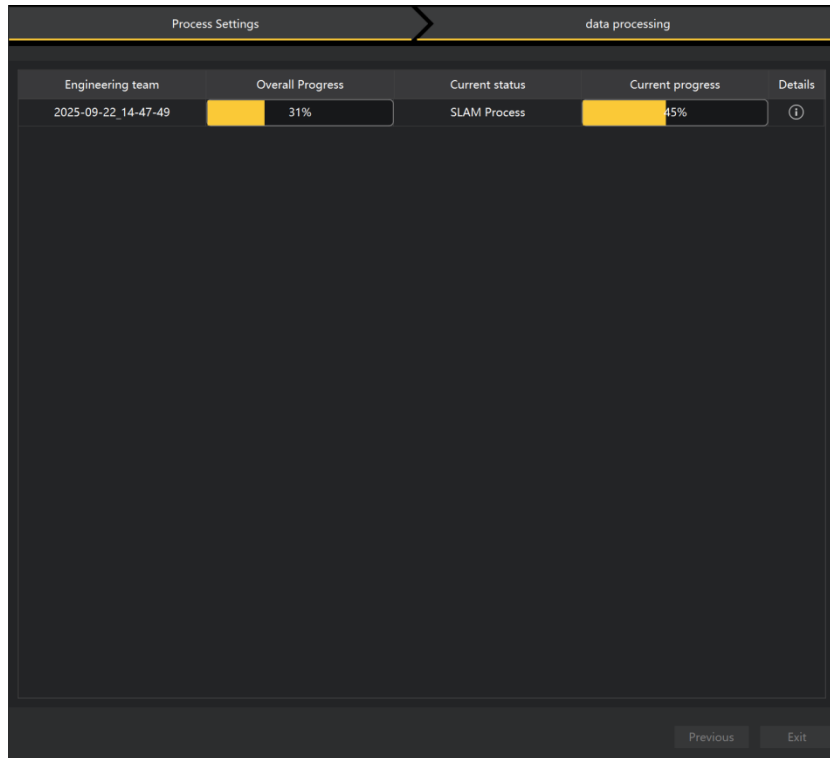 Process Settings data processing
Engineering team Overall Progress Current status Current progress Details
2025-09-22_14-47-49 31% SLAM Process 45%
Previous Exit